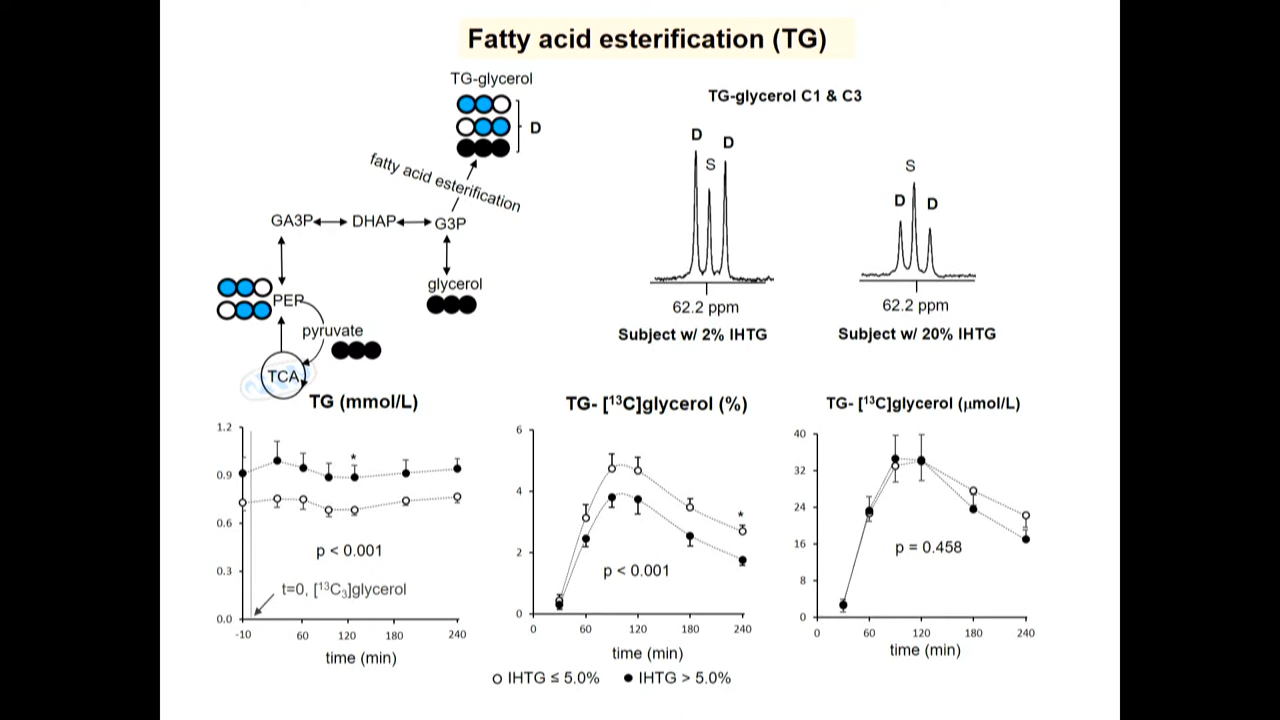 Fatty acid esterification (TG)
TG-glycerol
D
fatty acid esterification
GA3P
DHAP
G3P
glycerol
PEP
pyruvate
TCA
TG-glycerol C1 & C3
D
S
D
62.2 ppm
Subject w/ 2% IHTG
S
D
D
62.2 ppm
Subject w/ 20% IHTG
TG (mmol/L)
1.2
0.9
0.6
0.3
0.0
*
p < 0.001
t=0, [¹³C₃]glycerol
-10 60 120 180 240
time (min)
TG- [¹³C]glycerol (%)
6
4
2
0
*
p < 0.001
0 60 120 180 240
time (min)
TG- [¹³C]glycerol (μmol/L)
40
32
24
16
8
0
p = 0.458
0 60 120 180 240
time (min)
IHTG ≤ 5.0%
IHTG > 5.0%